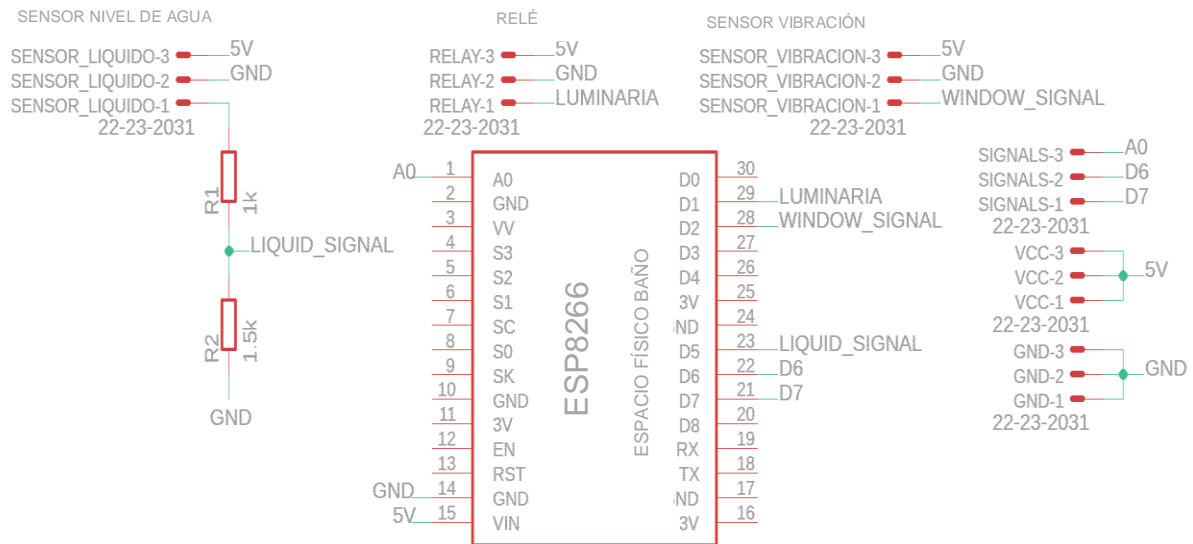 SENSOR NIVEL DE AGUA
SENSOR_LIQUIDO-3 5V
SENSOR_LIQUIDO-2 GND
SENSOR_LIQUIDO-1
22-23-2031
R1
1k
LIQUID_SIGNAL
R2
1.5k
GND
RELÉ
RELAY-3 5V
RELAY-2 GND
RELAY-1 LUMINARIA
22-23-2031
SENSOR VIBRACIÓN
SENSOR_VIBRACION-3 5V
SENSOR_VIBRACION-2 GND
SENSOR_VIBRACION-1 WINDOW_SIGNAL
22-23-2031
A0 1 A0 D0 30
2 GND D1 29 LUMINARIA
3 VV D2 28 WINDOW_SIGNAL
4 S3 D3 27
5 S2 D4 26
6 S1 3V 25
7 SC GND 24
8 S0 D5 23 LIQUID_SIGNAL
9 SK D6 22 D6
10 GND D7 21 D7
11 3V D8 20
12 EN RX 19
13 RST TX 18
GND 14 GND GND 17
5V 15 VIN 3V 16
ESP8266
ESPACIO FÍSICO BAÑO
SIGNALS-3 A0
SIGNALS-2 D6
SIGNALS-1 D7
22-23-2031
VCC-3
VCC-2 5V
VCC-1
22-23-2031
GND-3
GND-2 GND
GND-1
22-23-2031